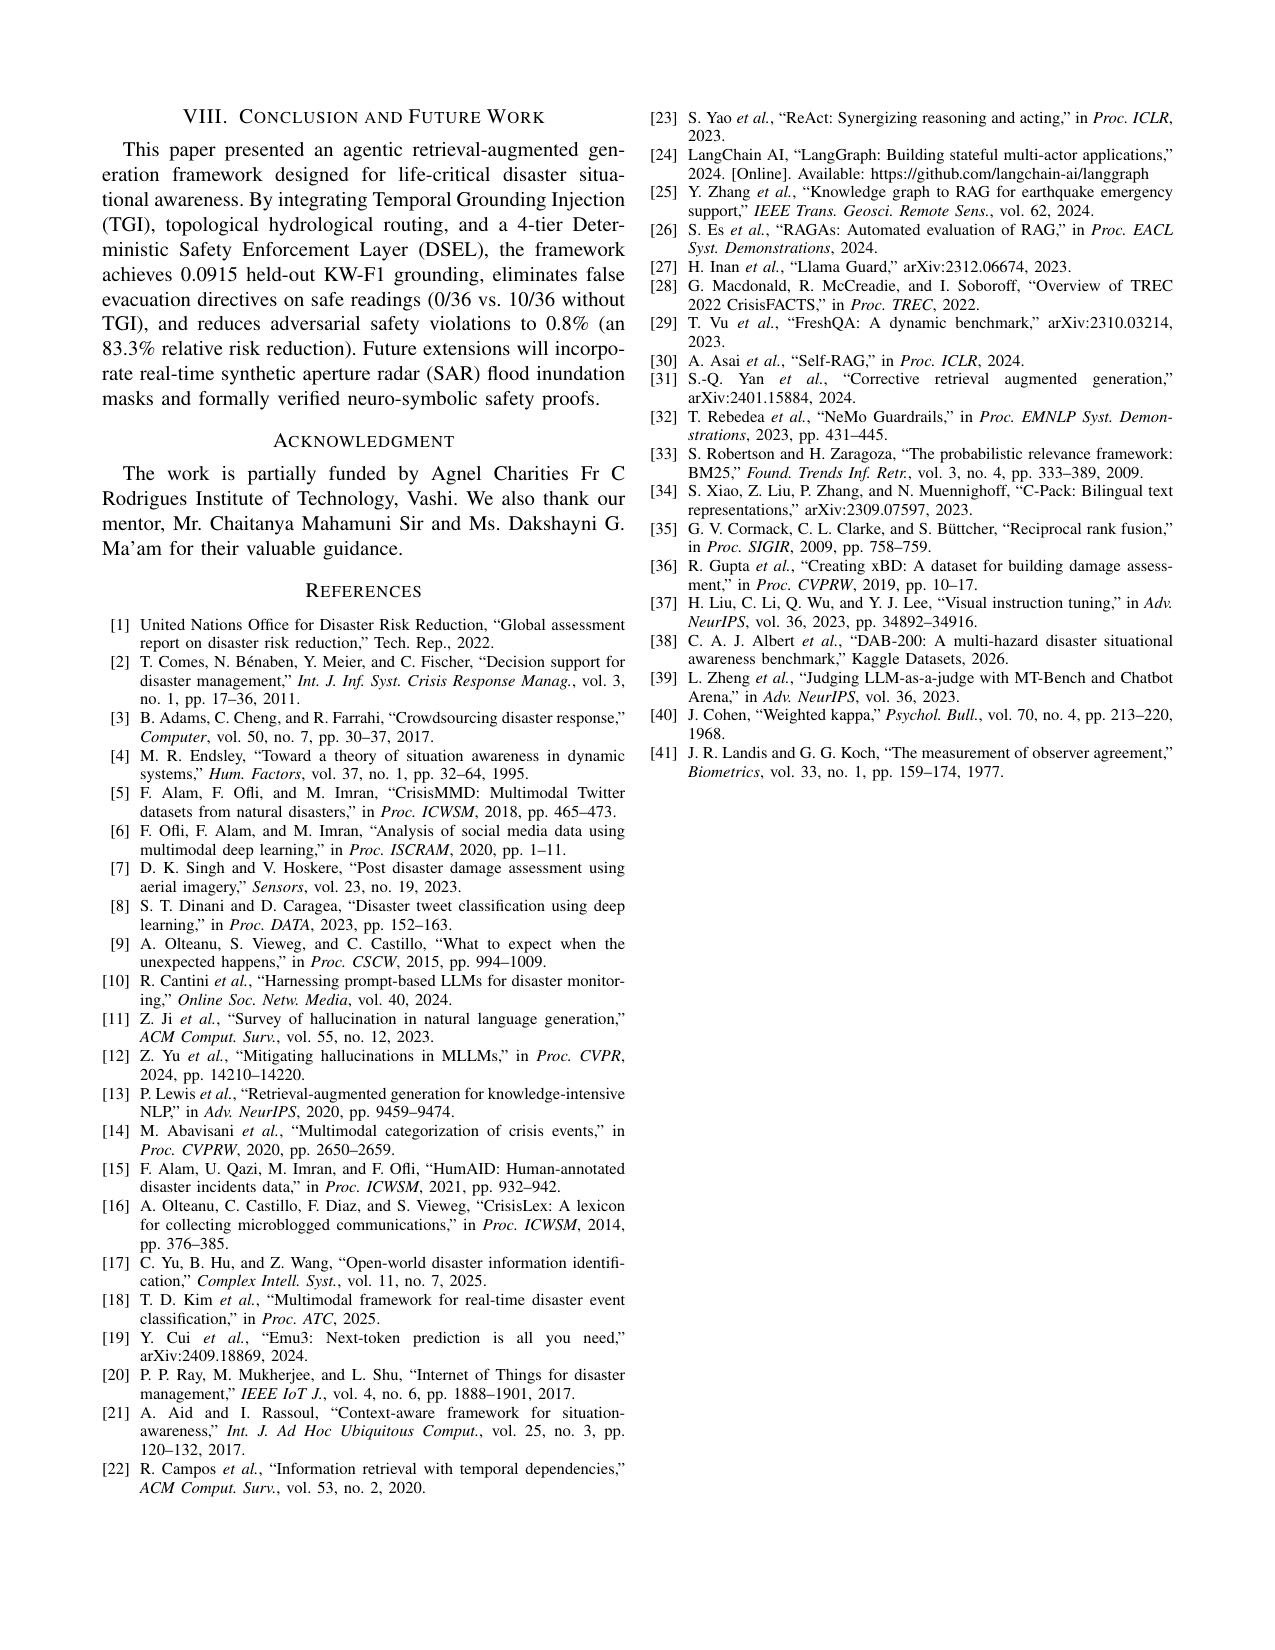 VIII. CONCLUSION AND FUTURE WORK
This paper presented an agentic retrieval-augmented gen-
eration framework designed for life-critical disaster situa-
tional awareness. By integrating Temporal Grounding Injection
(TGI), topological hydrological routing, and a 4-tier Deter-
ministic Safety Enforcement Layer (DSEL), the framework
achieves 0.0915 held-out KW-F1 grounding, eliminates false
evacuation directives on safe readings (0/36 vs. 10/36 without
TGI), and reduces adversarial safety violations to 0.8% (an
83.3% relative risk reduction). Future extensions will incorpo-
rate real-time synthetic aperture radar (SAR) flood inundation
masks and formally verified neuro-symbolic safety proofs.
ACKNOWLEDGMENT
The work is partially funded by Agnel Charities Fr C
Rodrigues Institute of Technology, Vashi. We also thank our
mentor, Mr. Chaitanya Mahamuni Sir and Ms. Dakshayni G.
Ma’am for their valuable guidance.
REFERENCES
[1] United Nations Office for Disaster Risk Reduction, “Global assessment
report on disaster risk reduction,” Tech. Rep., 2022.
[2] T. Comes, N. Bénaben, Y. Meier, and C. Fischer, “Decision support for
disaster management,” Int. J. Inf. Syst. Crisis Response Manag., vol. 3,
no. 1, pp. 17–36, 2011.
[3] B. Adams, C. Cheng, and R. Farrahi, “Crowdsourcing disaster response,”
Computer, vol. 50, no. 7, pp. 30–37, 2017.
[4] M. R. Endsley, “Toward a theory of situation awareness in dynamic
systems,” Hum. Factors, vol. 37, no. 1, pp. 32–64, 1995.
[5] F. Alam, F. Ofli, and M. Imran, “CrisisMMD: Multimodal Twitter
datasets from natural disasters,” in Proc. ICWSM, 2018, pp. 465–473.
[6] F. Ofli, F. Alam, and M. Imran, “Analysis of social media data using
multimodal deep learning,” in Proc. ISCRAM, 2020, pp. 1–11.
[7] D. K. Singh and V. Hoskere, “Post disaster damage assessment using
aerial imagery,” Sensors, vol. 23, no. 19, 2023.
[8] S. T. Dinani and D. Caragea, “Disaster tweet classification using deep
learning,” in Proc. DATA, 2023, pp. 152–163.
[9] A. Olteanu, S. Vieweg, and C. Castillo, “What to expect when the
unexpected happens,” in Proc. CSCW, 2015, pp. 994–1009.
[10] R. Cantini et al., “Harnessing prompt-based LLMs for disaster monitor-
ing,” Online Soc. Netw. Media, vol. 40, 2024.
[11] Z. Ji et al., “Survey of hallucination in natural language generation,”
ACM Comput. Surv., vol. 55, no. 12, 2023.
[12] Z. Yu et al., “Mitigating hallucinations in MLLMs,” in Proc. CVPR,
2024, pp. 14210–14220.
[13] P. Lewis et al., “Retrieval-augmented generation for knowledge-intensive
NLP,” in Adv. NeurIPS, 2020, pp. 9459–9474.
[14] M. Abavisani et al., “Multimodal categorization of crisis events,” in
Proc. CVPRW, 2020, pp. 2650–2659.
[15] F. Alam, U. Qazi, M. Imran, and F. Ofli, “HumAID: Human-annotated
disaster incidents data,” in Proc. ICWSM, 2021, pp. 932–942.
[16] A. Olteanu, C. Castillo, F. Diaz, and S. Vieweg, “CrisisLex: A lexicon
for collecting microblogged communications,” in Proc. ICWSM, 2014,
pp. 376–385.
[17] C. Yu, B. Hu, and Z. Wang, “Open-world disaster information identifi-
cation,” Complex Intell. Syst., vol. 11, no. 7, 2025.
[18] T. D. Kim et al., “Multimodal framework for real-time disaster event
classification,” in Proc. ATC, 2025.
[19] Y. Cui et al., “Emu3: Next-token prediction is all you need,”
arXiv:2409.18869, 2024.
[20] P. P. Ray, M. Mukherjee, and L. Shu, “Internet of Things for disaster
management,” IEEE IoT J., vol. 4, no. 6, pp. 1888–1901, 2017.
[21] A. Aid and I. Rassoul, “Context-aware framework for situation-
awareness,” Int. J. Ad Hoc Ubiquitous Comput., vol. 25, no. 3, pp.
120–132, 2017.
[22] R. Campos et al., “Information retrieval with temporal dependencies,”
ACM Comput. Surv., vol. 53, no. 2, 2020.
[23] S. Yao et al., “ReAct: Synergizing reasoning and acting,” in Proc. ICLR,
2023.
[24] LangChain AI, “LangGraph: Building stateful multi-actor applications,”
2024. [Online]. Available: https://github.com/langchain-ai/langgraph
[25] Y. Zhang et al., “Knowledge graph to RAG for earthquake emergency
support,” IEEE Trans. Geosci. Remote Sens., vol. 62, 2024.
[26] S. Es et al., “RAGAs: Automated evaluation of RAG,” in Proc. EACL
Syst. Demonstrations, 2024.
[27] H. Inan et al., “Llama Guard,” arXiv:2312.06674, 2023.
[28] G. Macdonald, R. McCreadie, and I. Soboroff, “Overview of TREC
2022 CrisisFACTS,” in Proc. TREC, 2022.
[29] T. Vu et al., “FreshQA: A dynamic benchmark,” arXiv:2310.03214,
2023.
[30] A. Asai et al., “Self-RAG,” in Proc. ICLR, 2024.
[31] S.-Q. Yan et al., “Corrective retrieval augmented generation,”
arXiv:2401.15884, 2024.
[32] T. Rebedea et al., “NeMo Guardrails,” in Proc. EMNLP Syst. Demon-
strations, 2023, pp. 431–445.
[33] S. Robertson and H. Zaragoza, “The probabilistic relevance framework:
BM25,” Found. Trends Inf. Retr., vol. 3, no. 4, pp. 333–389, 2009.
[34] S. Xiao, Z. Liu, P. Zhang, and N. Muennighoff, “C-Pack: Bilingual text
representations,” arXiv:2309.07597, 2023.
[35] G. V. Cormack, C. L. Clarke, and S. Büttcher, “Reciprocal rank fusion,”
in Proc. SIGIR, 2009, pp. 758–759.
[36] R. Gupta et al., “Creating xBD: A dataset for building damage assess-
ment,” in Proc. CVPRW, 2019, pp. 10–17.
[37] H. Liu, C. Li, Q. Wu, and Y. J. Lee, “Visual instruction tuning,” in Adv.
NeurIPS, vol. 36, 2023, pp. 34892–34916.
[38] C. A. J. Albert et al., “DAB-200: A multi-hazard disaster situational
awareness benchmark,” Kaggle Datasets, 2026.
[39] L. Zheng et al., “Judging LLM-as-a-judge with MT-Bench and Chatbot
Arena,” in Adv. NeurIPS, vol. 36, 2023.
[40] J. Cohen, “Weighted kappa,” Psychol. Bull., vol. 70, no. 4, pp. 213–220,
1968.
[41] J. R. Landis and G. G. Koch, “The measurement of observer agreement,”
Biometrics, vol. 33, no. 1, pp. 159–174, 1977.